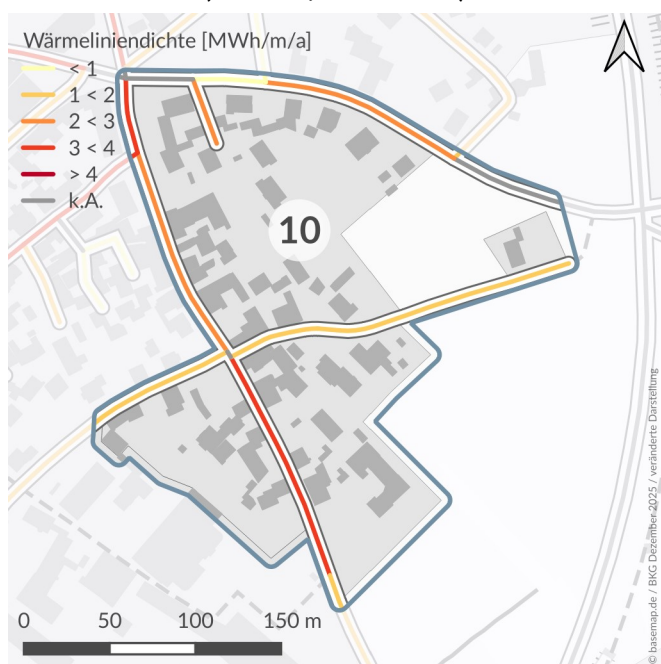 Wärmeliniendichte [MWh/m/a]
< 1
1 < 2
2 < 3
3 < 4
> 4
k.A.
10
0 50 100 150 m
© basemap.de / BKG Dezember 2025 / veränderte Darstellung